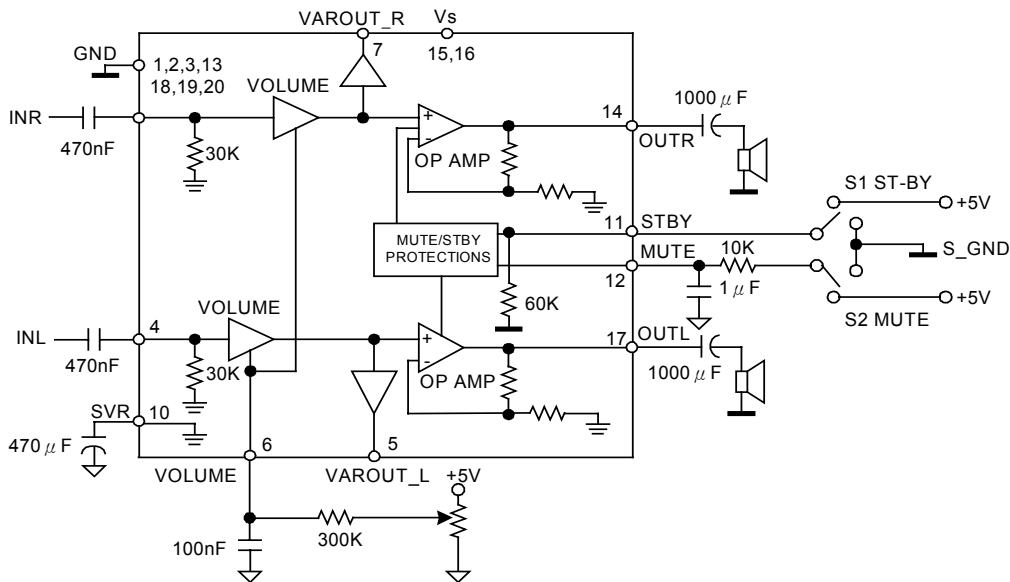 VAROUT_R
Vs
GND
7
15,16
1,2,3,13
18,19,20
VOLUME
INR
470nF
30K
+
-
OP AMP
14
1000μF
OUTR
S1 ST-BY
+5V
11
STBY
MUTE/STBY
PROTECTIONS
MUTE
10K
S_GND
12
1μF
60K
+5V
S2 MUTE
VOLUME
INL
4
470nF
30K
+
-
OP AMP
17
OUTL
1000μF
SVR
10
470μF
6
5
VOLUME
VAROUT_L
+5V
300K
100nF